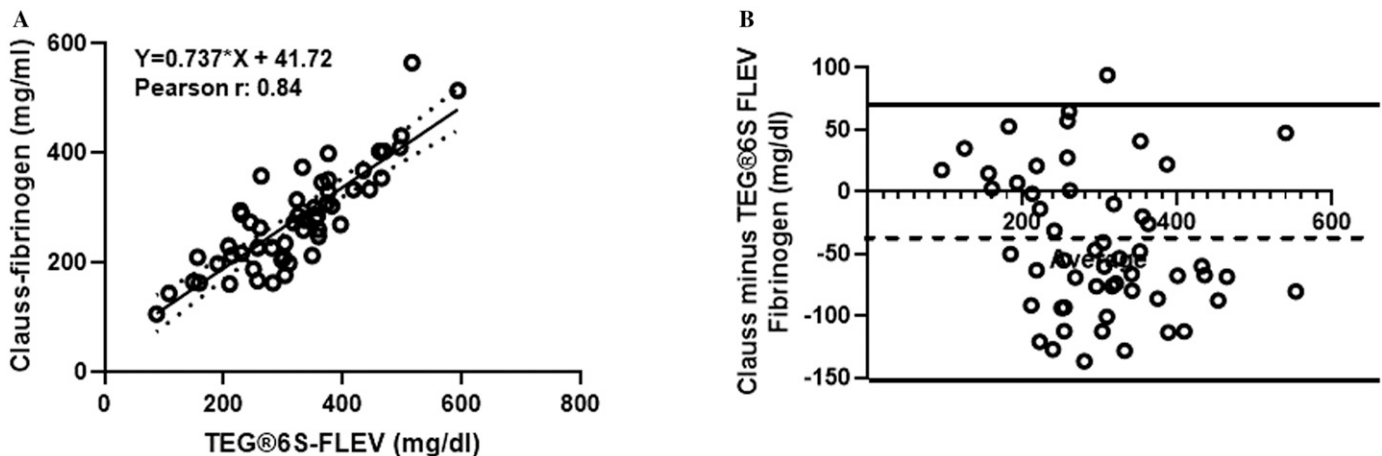 A
Y=0.737*X + 41.72
Pearson r: 0.84
Clauss-fibrinogen (mg/ml)
600
400
200
0
0 200 400 600 800
TEG®6S-FLEV (mg/dl)
B
Clauss minus TEG®6S FLEV
Fibrinogen (mg/dl)
100
50
0
-50
-100
-150
200 400 600
Average